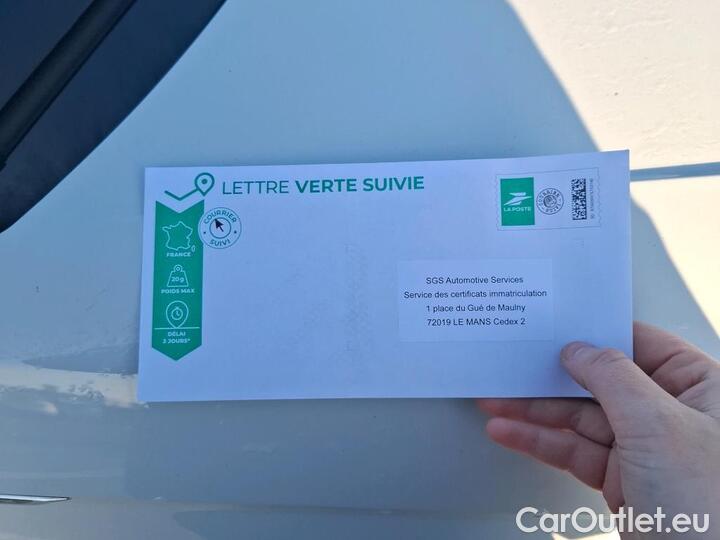 LETTRE VERTE SUIVIE
COURRIER
SUIVI
LA POSTE
FRANCE
20 g
POIDS MAX
DÉLAI
3 JOURS*
SGS Automotive Services
Service des certificats immatriculation
1 place du Gué de Maulny
72019 LE MANS Cedex 2
CarOutlet.eu